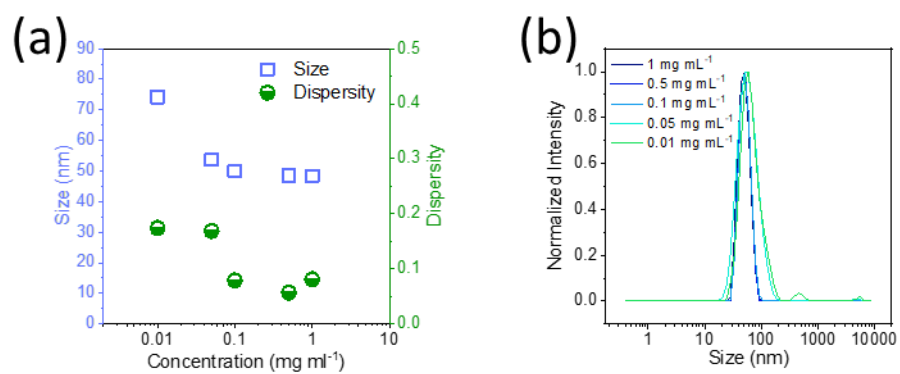 (a)
90
80
70
60
50
40
30
20
10
0
Size (nm)
Size
Dispersity
0.5
0.4
0.3
0.2
0.1
0.0
Dispersity
0.01 0.1 1 10
Concentration (mg ml⁻¹)
(b)
1 mg mL⁻¹
0.5 mg mL⁻¹
0.1 mg mL⁻¹
0.05 mg mL⁻¹
0.01 mg mL⁻¹
1.0
0.8
0.6
0.4
0.2
0.0
Normalized Intensity
1 10 100 1000 10000
Size (nm)